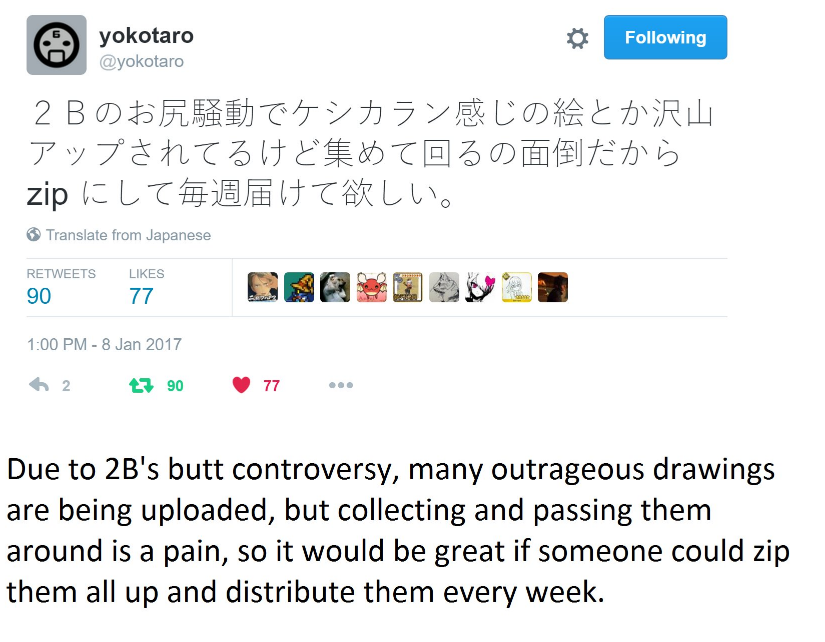 yokotaro
@yokotaro
Following
２Ｂのお尻騒動でケシカラン感じの絵とか沢山
アップされてるけど集めて回るの面倒だから
zip にして毎週届けて欲しい。
Translate from Japanese
RETWEETS LIKES
90 77
1:00 PM - 8 Jan 2017
2 90 77
Due to 2B's butt controversy, many outrageous drawings
are being uploaded, but collecting and passing them
around is a pain, so it would be great if someone could zip
them all up and distribute them every week.